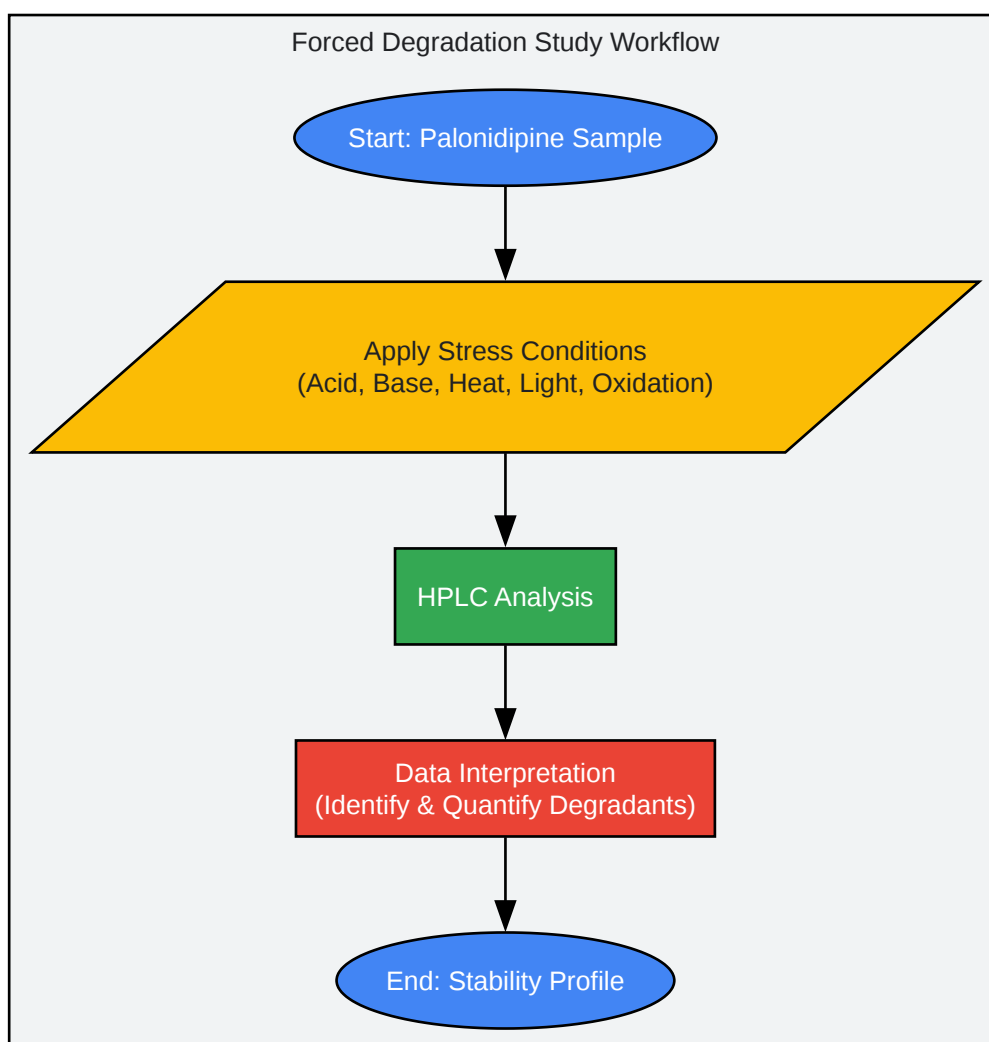 Forced Degradation Study Workflow
Start: Palonidipine Sample
Apply Stress Conditions
(Acid, Base, Heat, Light, Oxidation)
HPLC Analysis
Data Interpretation
(Identify & Quantify Degradants)
End: Stability Profile